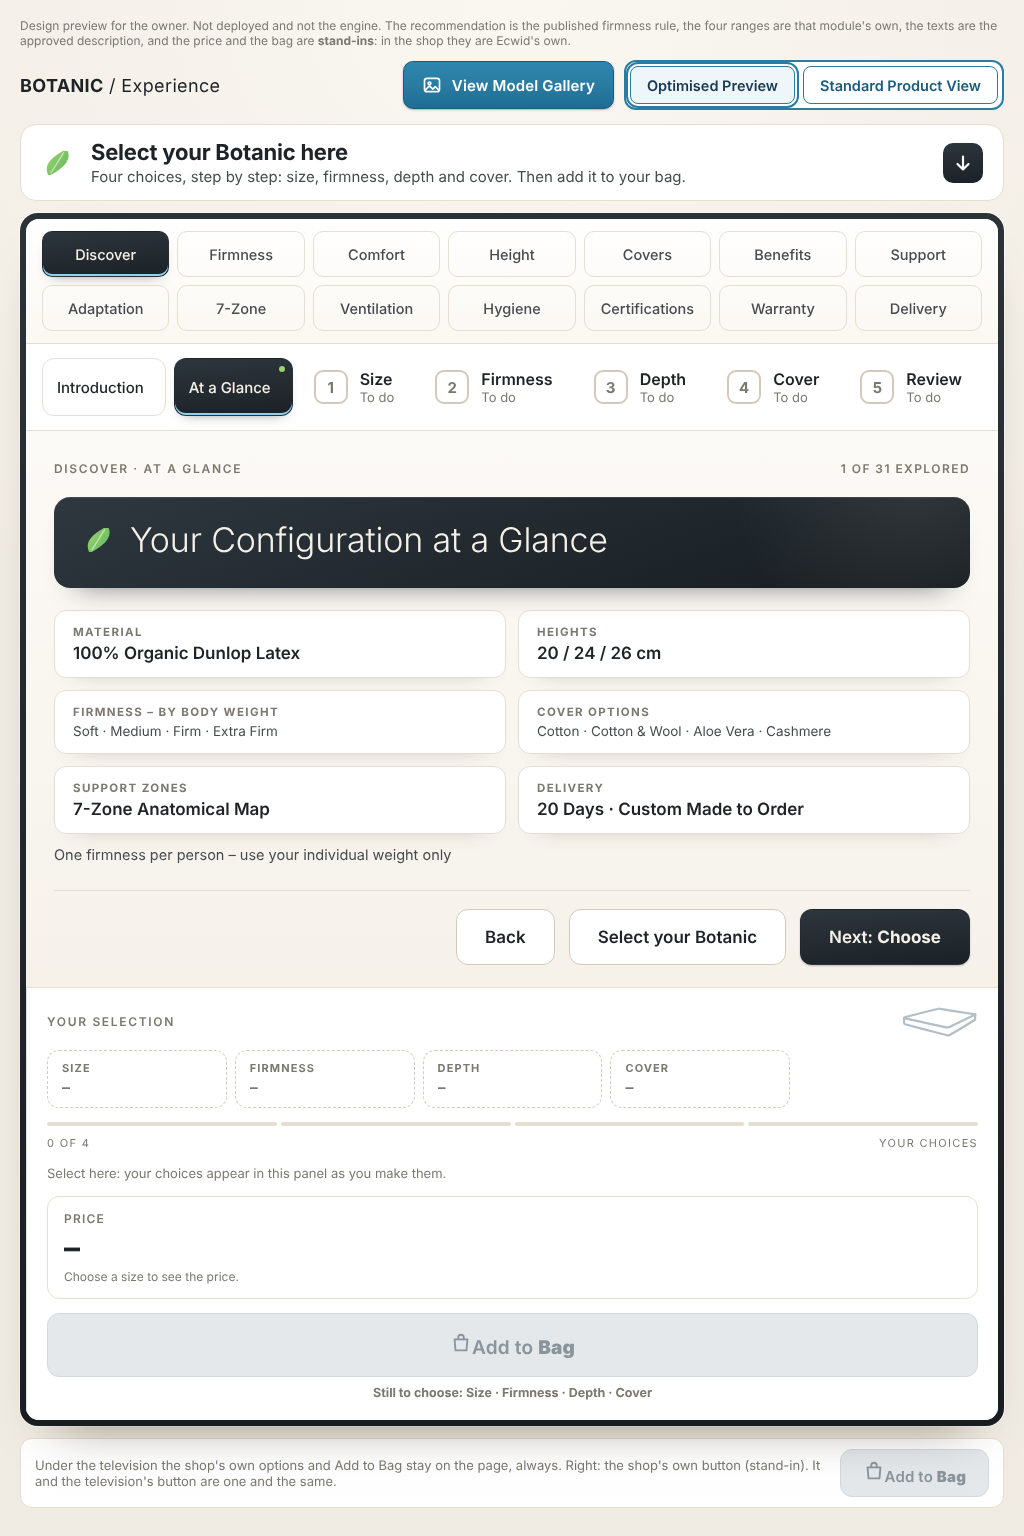 Design preview for the owner. Not deployed and not the engine. The recommendation is the published firmness rule, the four ranges are that module's own, the texts are the
approved description, and the price and the bag are stand-ins: in the shop they are Ecwid's own.
BOTANIC / Experience
View Model Gallery
Optimised Preview
Standard Product View
Select your Botanic here
Four choices, step by step: size, firmness, depth and cover. Then add it to your bag.
Discover
Firmness
Comfort
Height
Covers
Benefits
Support
Adaptation
7-Zone
Ventilation
Hygiene
Certifications
Warranty
Delivery
Introduction
At a Glance
1
Size
To do
2
Firmness
To do
3
Depth
To do
4
Cover
To do
5
Review
To do
DISCOVER · AT A GLANCE
1 OF 31 EXPLORED
Your Configuration at a Glance
MATERIAL
100% Organic Dunlop Latex
HEIGHTS
20 / 24 / 26 cm
FIRMNESS – BY BODY WEIGHT
Soft · Medium · Firm · Extra Firm
COVER OPTIONS
Cotton · Cotton & Wool · Aloe Vera · Cashmere
SUPPORT ZONES
7-Zone Anatomical Map
DELIVERY
20 Days · Custom Made to Order
One firmness per person – use your individual weight only
Back
Select your Botanic
Next: Choose
YOUR SELECTION
SIZE
–
FIRMNESS
–
DEPTH
–
COVER
–
0 OF 4
YOUR CHOICES
Select here: your choices appear in this panel as you make them.
PRICE
–
Choose a size to see the price.
Add to Bag
Still to choose: Size · Firmness · Depth · Cover
Under the television the shop's own options and Add to Bag stay on the page, always. Right: the shop's own button (stand-in). It
and the television's button are one and the same.
Add to Bag